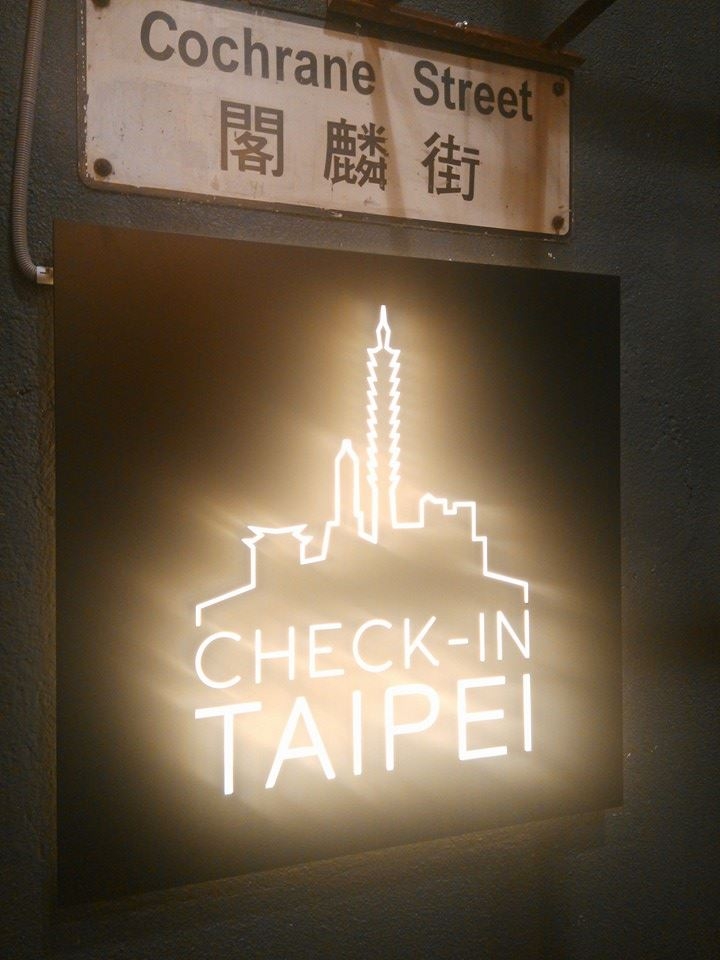 Cochrane Street
閣麟街
CHECK-IN
TAIPEI